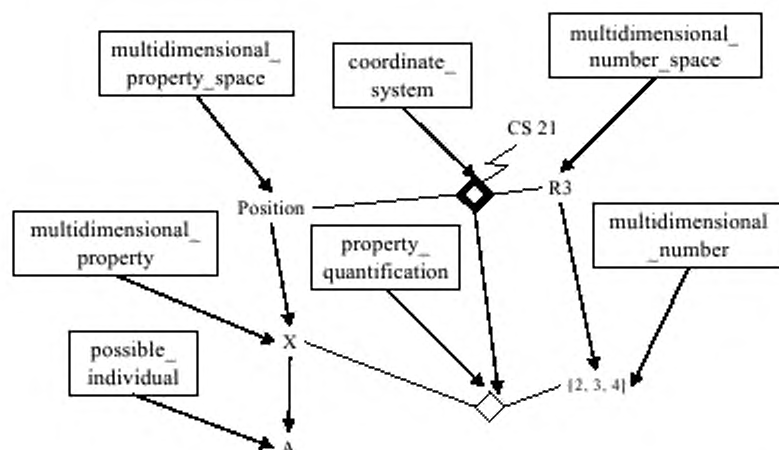 multidimensional_
property_space
coordinate_
system
multidimensional_
number_space
CS 21
Position
R3
multidimensional_
property
property_
quantification
multidimensional
_number
X
possible_
individual
{2, 3, 4}
A